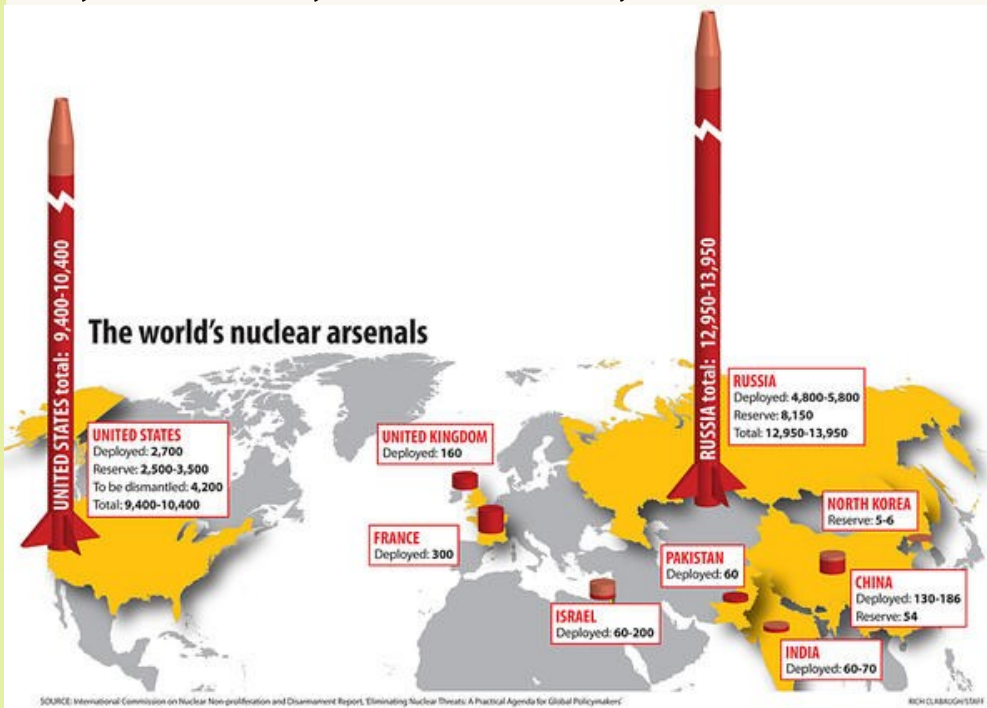 The world's nuclear arsenals
UNITED STATES total: 9,400-10,400
UNITED STATES
Deployed: 2,700
Reserve: 2,500-3,500
To be dismantled: 4,200
Total: 9,400-10,400
UNITED KINGDOM
Deployed: 160
FRANCE
Deployed: 300
ISRAEL
Deployed: 60-200
RUSSIA total: 12,950-13,950
RUSSIA
Deployed: 4,800-5,800
Reserve: 8,150
Total: 12,950-13,950
PAKISTAN
Deployed: 60
NORTH KOREA
Reserve: 5-6
CHINA
Deployed: 130-186
Reserve: 54
INDIA
Deployed: 60-70
SOURCE: International Commission on Nuclear Non-proliferation and Disarmament Report, 'Eliminating Nuclear Threats: A Practical Agenda for Global Policymakers'
RICH CLABAUGH/STAFF